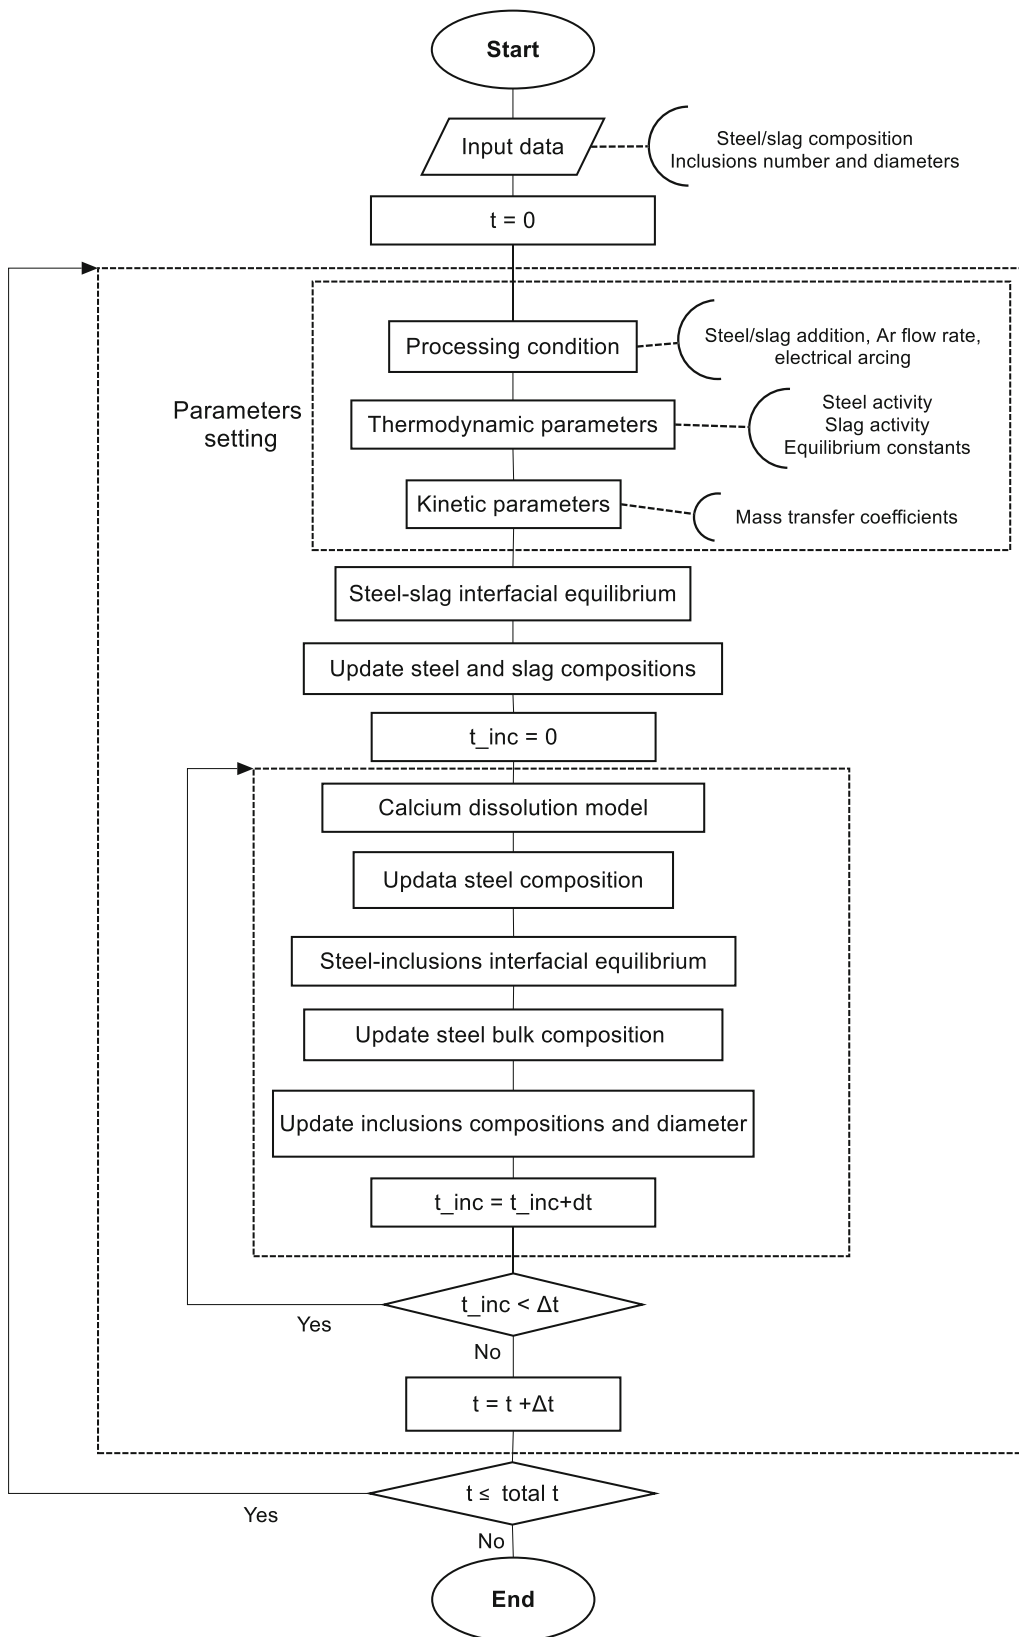 Start
Input data
Steel/slag composition
Inclusions number and diameters
t = 0
Processing condition
Steel/slag addition, Ar flow rate,
electrical arcing
Parameters
setting
Thermodynamic parameters
Steel activity
Slag activity
Equilibrium constants
Kinetic parameters
Mass transfer coefficients
Steel-slag interfacial equilibrium
Update steel and slag compositions
t_inc = 0
Calcium dissolution model
Updata steel composition
Steel-inclusions interfacial equilibrium
Update steel bulk composition
Update inclusions compositions and diameter
t_inc = t_inc+dt
t_inc < Δt
Yes
No
t = t +Δt
t ≤ total t
Yes
No
End